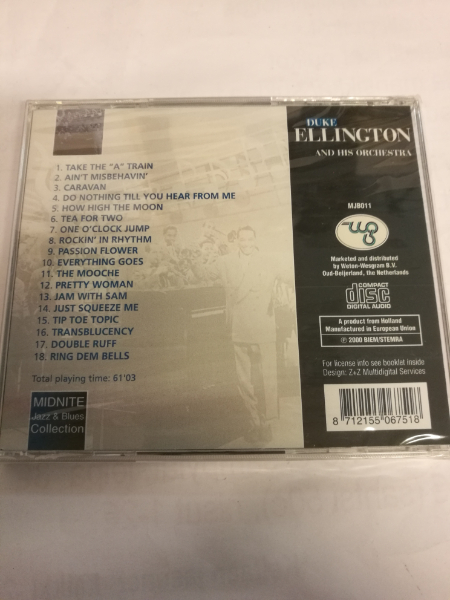 DUKE
ELLINGTON
AND HIS ORCHESTRA
1. TAKE THE "A" TRAIN
2. AIN'T MISBEHAVIN'
3. CARAVAN
4. DO NOTHING TILL YOU HEAR FROM ME
5. HOW HIGH THE MOON
6. TEA FOR TWO
7. ONE O'CLOCK JUMP
8. ROCKIN' IN RHYTHM
9. PASSION FLOWER
10. EVERYTHING GOES
11. THE MOOCHE
12. PRETTY WOMAN
13. JAM WITH SAM
14. JUST SQUEEZE ME
15. TIP TOE TOPIC
16. TRANSBLUCENCY
17. DOUBLE RUFF
18. RING DEM BELLS
Total playing time: 61'03
MIDNITE
Jazz & Blues
Collection
MJB011
Marketed and distributed
by Weton-Wesgram B.V.
Oud-Beijerland, the Netherlands
COMPACT
disc
DIGITAL AUDIO
A product from Holland
Manufactured in European Union
℗ 2000 BIEM/STEMRA
For license info see booklet inside
Design: Z+Z Multidigital Services
8 712155 067518